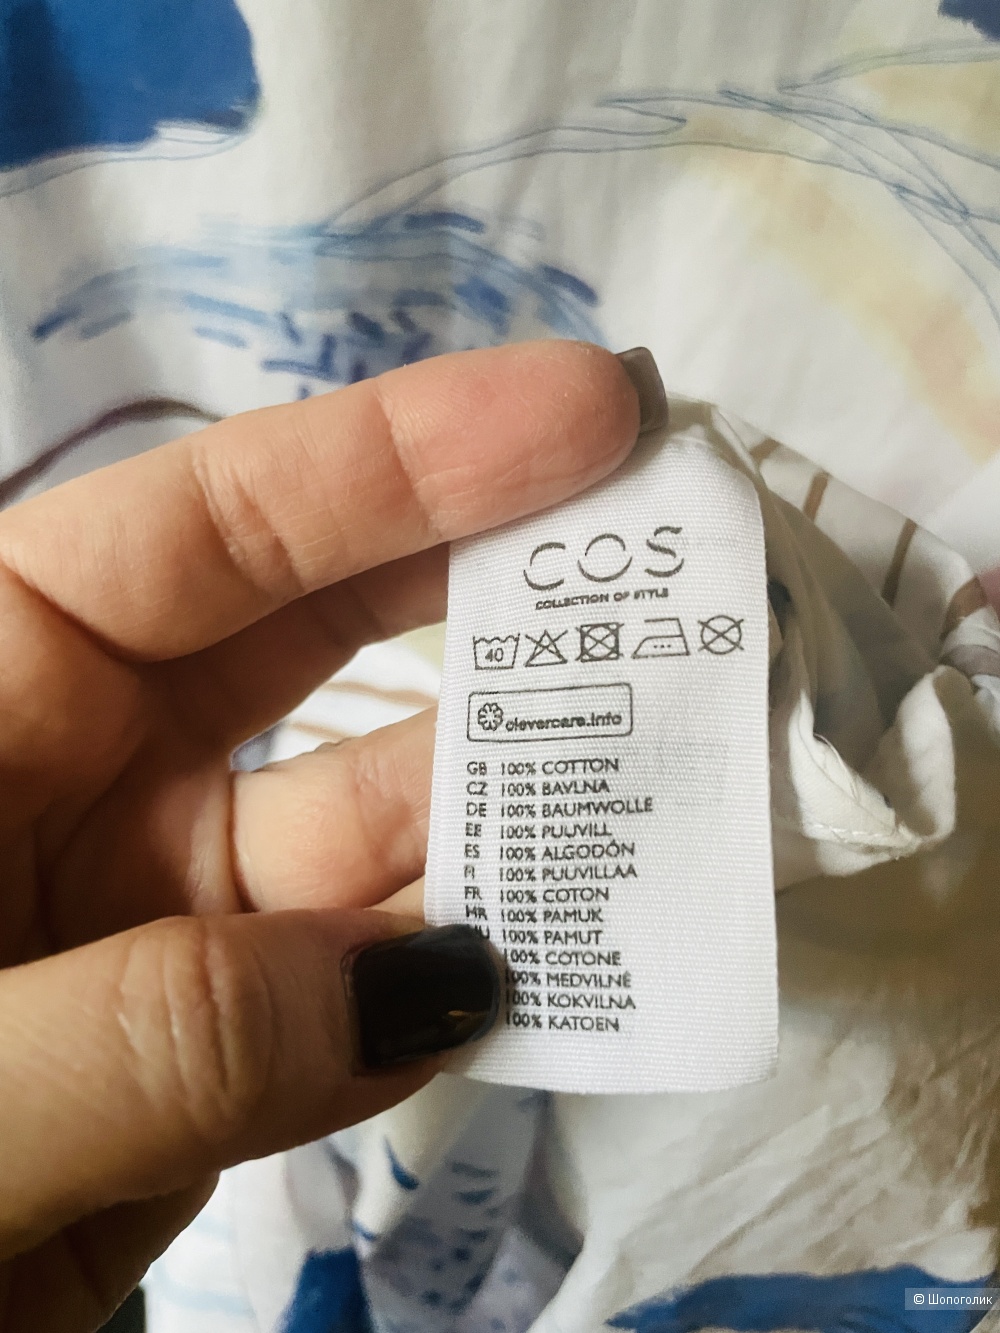 COS
COLLECTION OF STYLE
40
clevercare.info
GB 100% COTTON
CZ 100% BAVLNA
DE 100% BAUMWOLLE
EE 100% PUUVILL
ES 100% ALGODÓN
FI 100% PUUVILLAA
FR 100% COTON
HR 100% PAMUK
100% PAMUT
100% COTONE
100% MEDVILNĖ
100% KOKVILNA
100% KATOEN
© Шопоголик